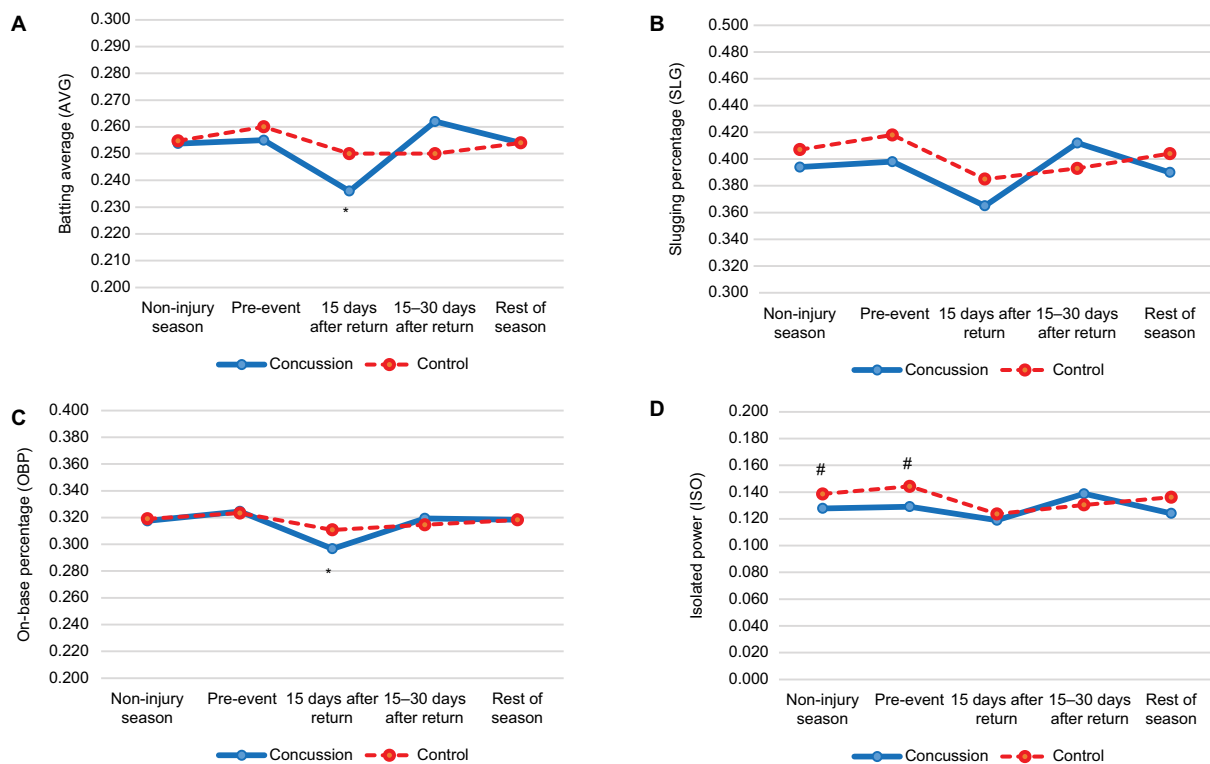 A
Batting average (AVG)
0.300
0.290
0.280
0.270
0.260
0.250
0.240
0.230
0.220
0.210
0.200
*
Non-injury
season
Pre-event
15 days
after return
15–30 days
after return
Rest of
season
Concussion
Control
B
Slugging percentage (SLG)
0.500
0.480
0.460
0.440
0.420
0.400
0.380
0.360
0.340
0.320
0.300
Non-injury
season
Pre-event
15 days after
return
15–30 days
after return
Rest of
season
Concussion
Control
C
On-base percentage (OBP)
0.400
0.380
0.360
0.340
0.320
0.300
0.280
0.260
0.240
0.220
0.200
*
Non-injury
season
Pre-event
15 days after
return
15–30 days
after return
Rest of
season
Concussion
Control
D
Isolated power (ISO)
0.200
0.180
0.160
0.140
0.120
0.100
0.080
0.060
0.040
0.020
0.000
#
#
Non-injury
season
Pre-event
15 days after
return
15–30 days
after return
Rest of
season
Concussion
Control